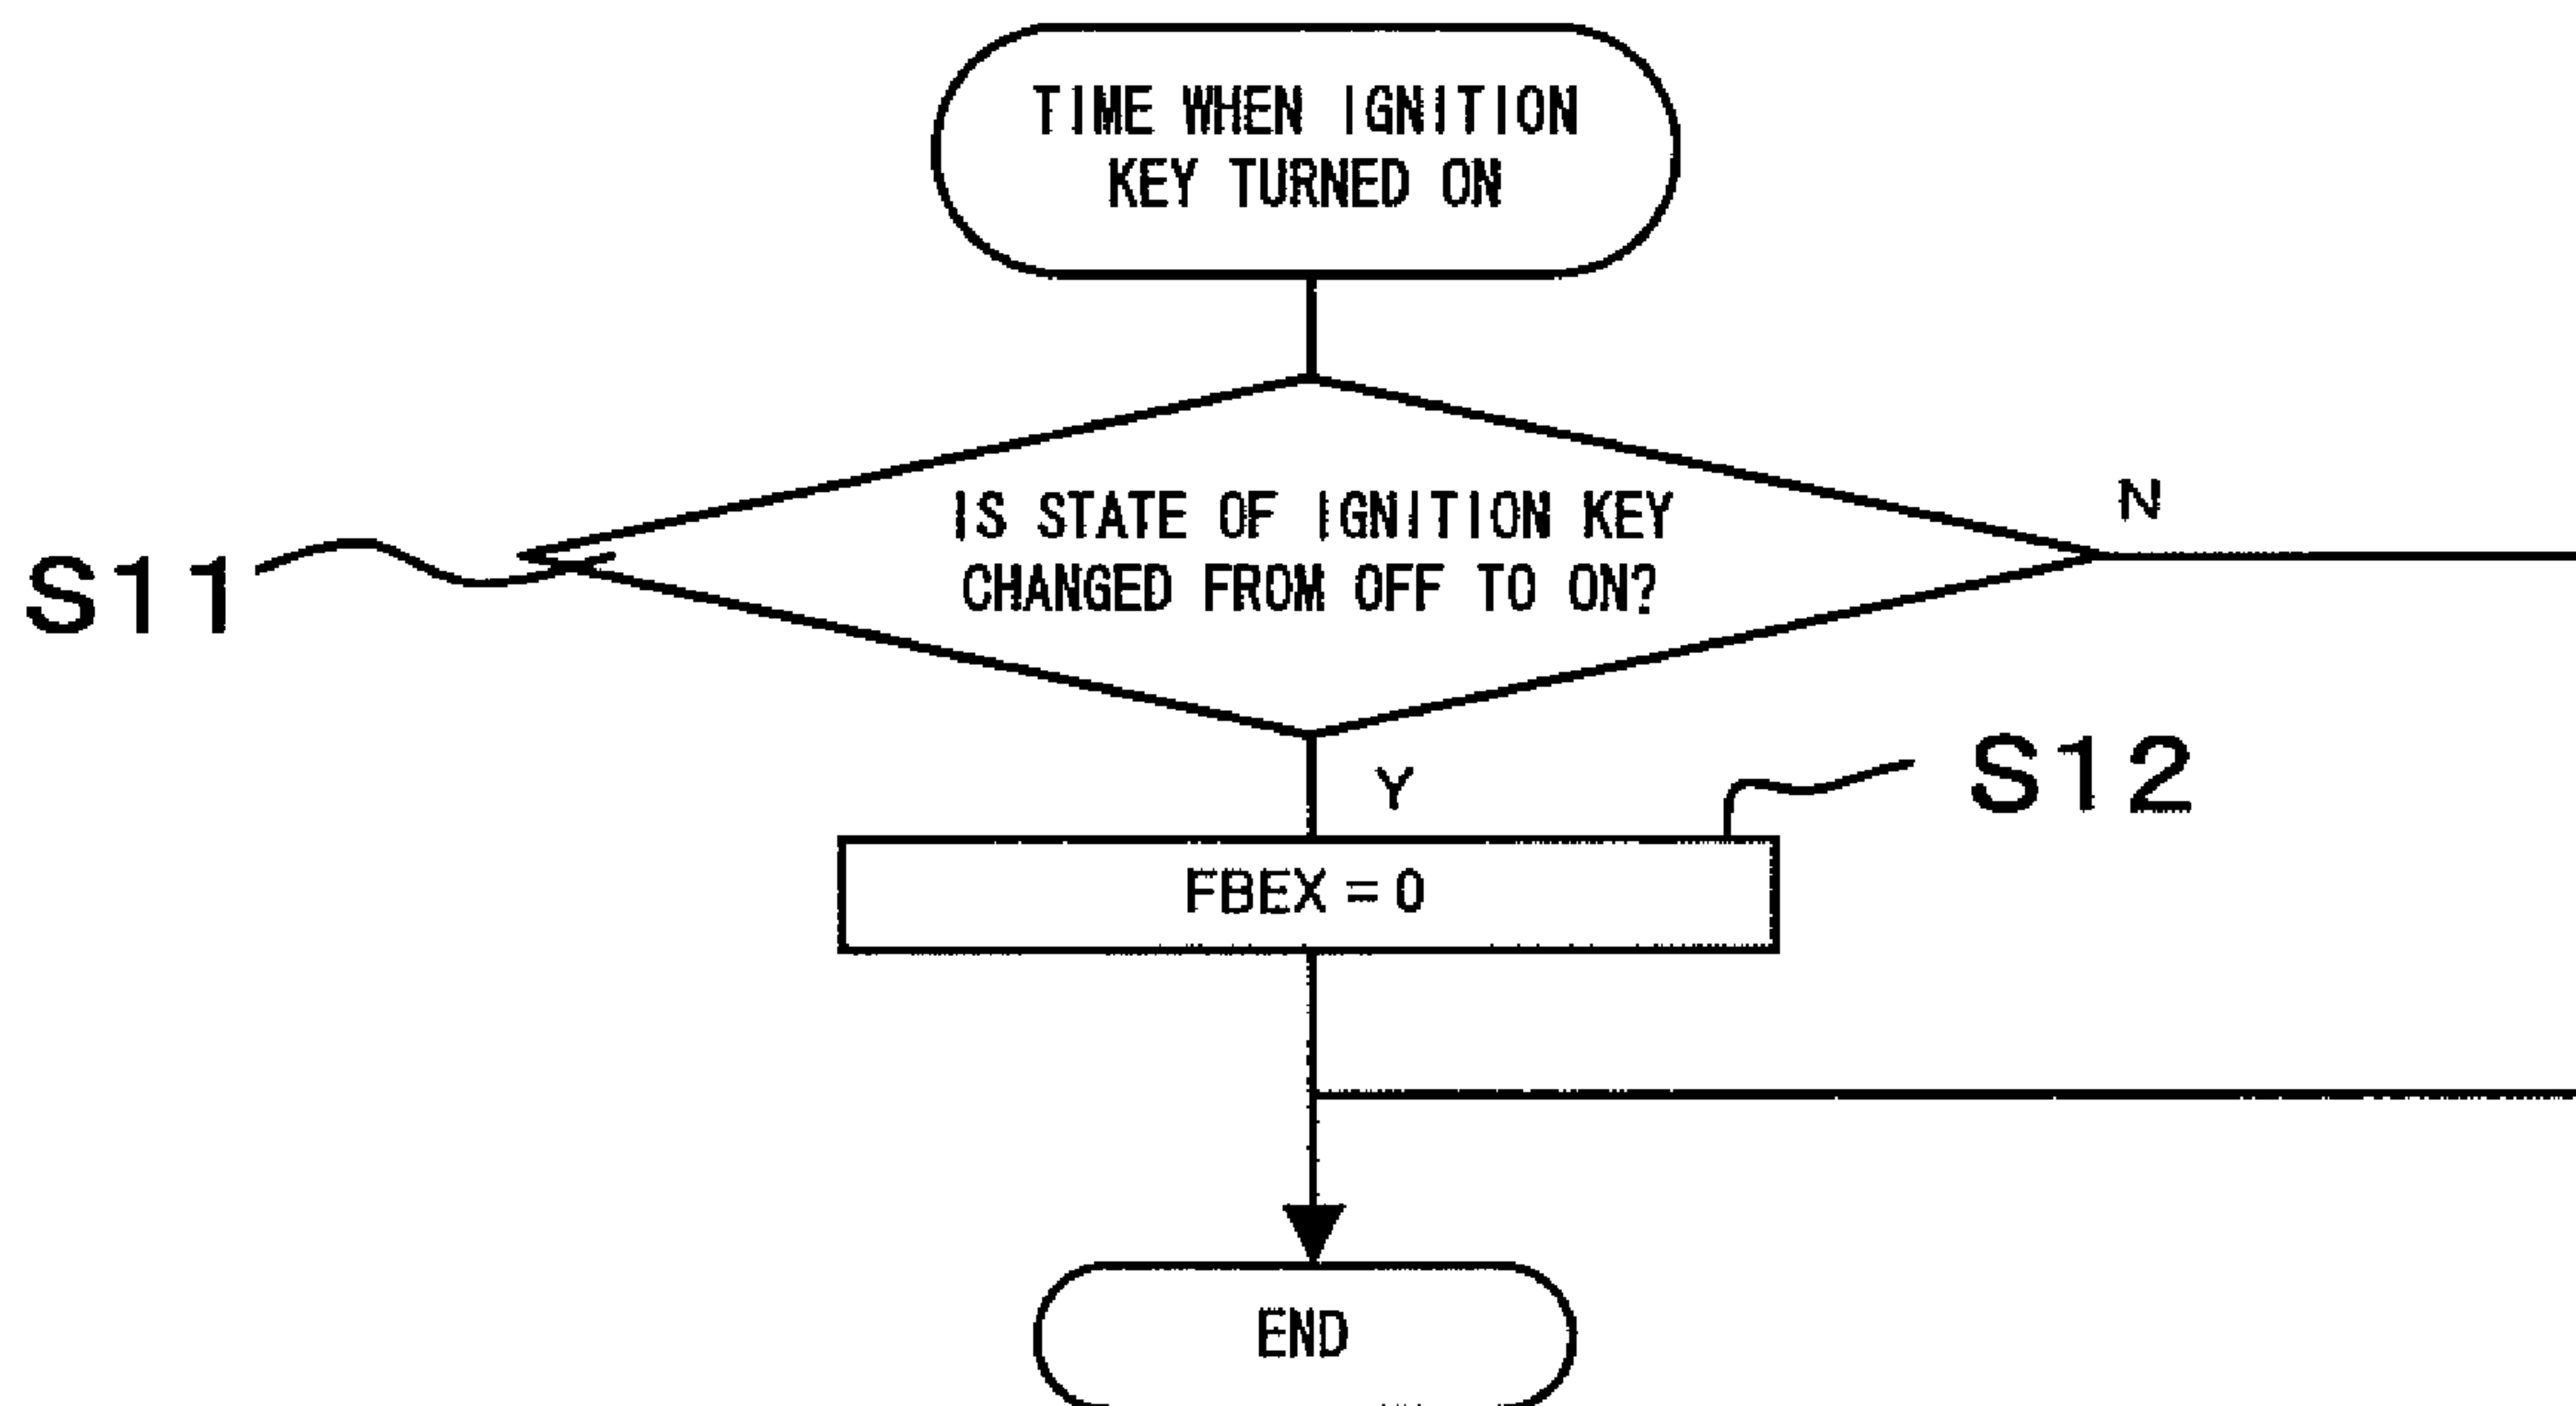 TIME WHEN IGNITION
KEY TURNED ON
IS STATE OF IGNITION KEY
CHANGED FROM OFF TO ON?
N
S11
Y
S12
FBEX = 0
END